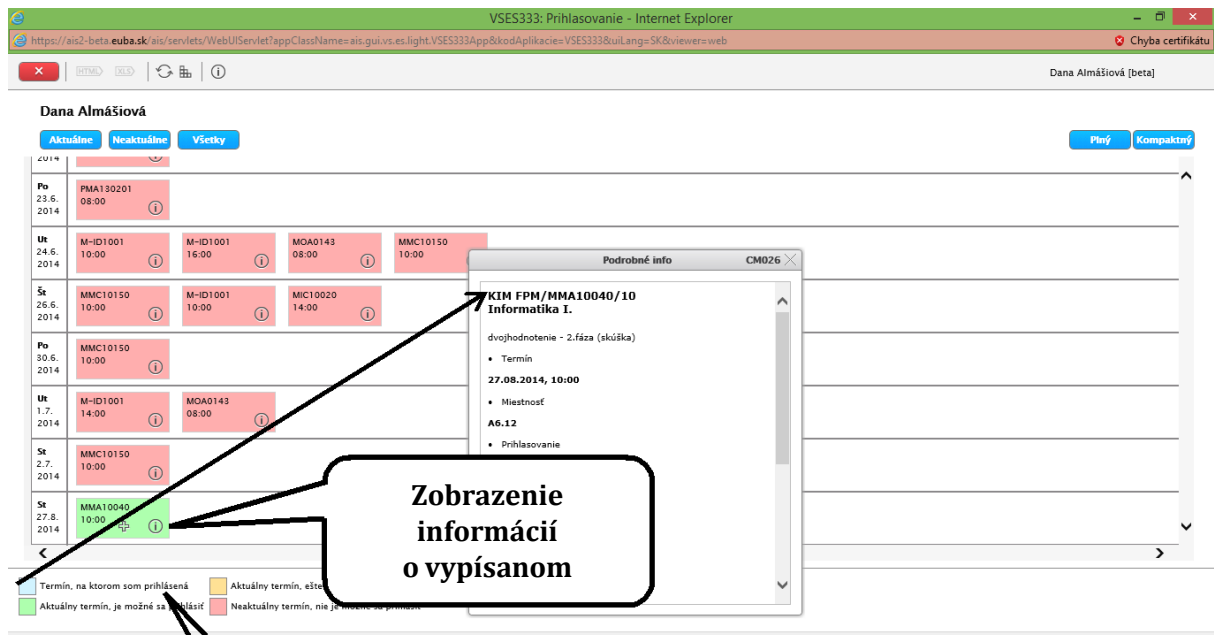 VSES333: Prihlasovanie - Internet Explorer
https://ais2-beta.euba.sk/ais/servlets/WebUIServlet?appClassName=ais.gui.vs.es.light.VSES333App&kodAplikacie=VSES333&uiLang=SK&viewer=web
Chyba certifikátu
HTML XLS
Dana Almášiová [beta]
Dana Almášiová
Aktuálne Neaktuálne Všetky Plný Kompaktný
2014
Po
23.6.
2014
PMA130201
08:00
Ut
24.6.
2014
M-ID1001
10:00
M-ID1001
16:00
MOA0143
08:00
MMC10150
10:00
Št
26.6.
2014
MMC10150
10:00
M-ID1001
10:00
MIC10020
14:00
Po
30.6.
2014
MMC10150
10:00
Ut
1.7.
2014
M-ID1001
14:00
MOA0143
08:00
St
2.7.
2014
MMC10150
10:00
St
27.8.
2014
MMA10040
10:00
Podrobné info CM026
KIM FPM/MMA10040/10
Informatika I.
dvojhodnotenie - 2.fáza (skúška)
• Termín
27.08.2014, 10:00
• Miestnosť
A6.12
• Prihlasovanie
Zobrazenie
informácií
o vypísanom
Termín, na ktorom som prihlásená
Aktuálny termín, ešte
Aktuálny termín, je možné sa prihlásiť
Neaktuálny termín, nie je možné sa prihlásiť